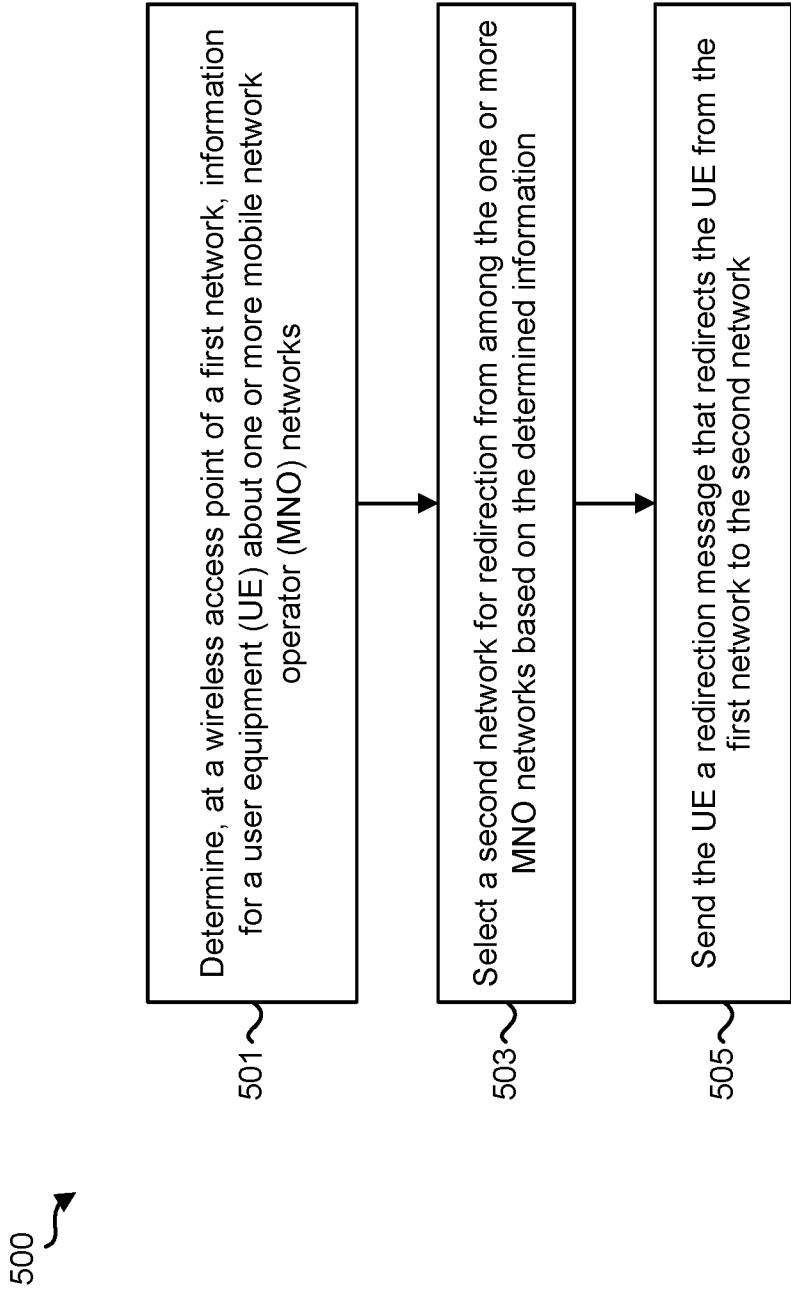 500
501
Determine, at a wireless access point of a first network, information
for a user equipment (UE) about one or more mobile network
operator (MNO) networks
503
Select a second network for redirection from among the one or more
MNO networks based on the determined information
505
Send the UE a redirection message that redirects the UE from the
first network to the second network